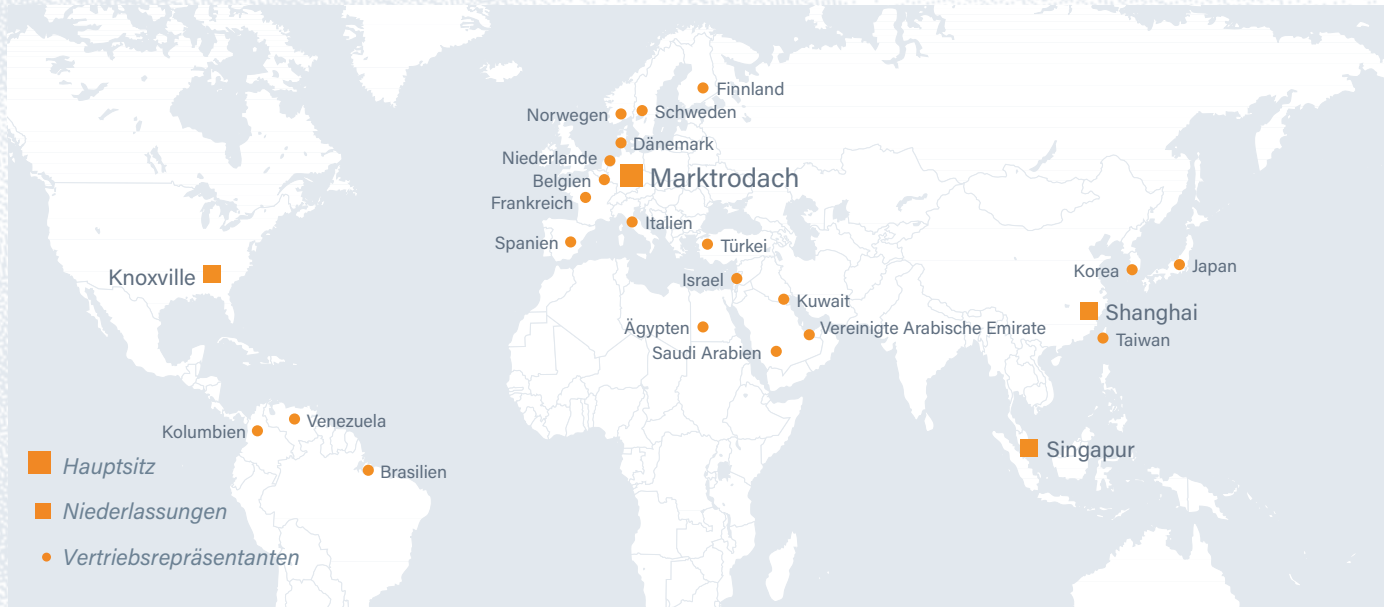 Finnland
Norwegen
Schweden
Dänemark
Niederlande
Belgien
Marktrodach
Frankreich
Italien
Spanien
Türkei
Knoxville
Israel
Korea
Japan
Kuwait
Shanghai
Ägypten
Vereinigte Arabische Emirate
Taiwan
Saudi Arabien
Venezuela
Kolumbien
Singapur
Brasilien
Hauptsitz
Niederlassungen
Vertriebsrepräsentanten